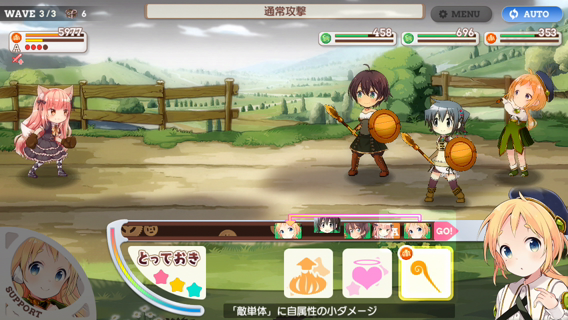 WAVE 3/3 6
通常攻撃
MENU
AUTO
5977
A
458
696
353
A
GO!
とっておき
SUPPORT
「敵単体」に自属性の小ダメージ